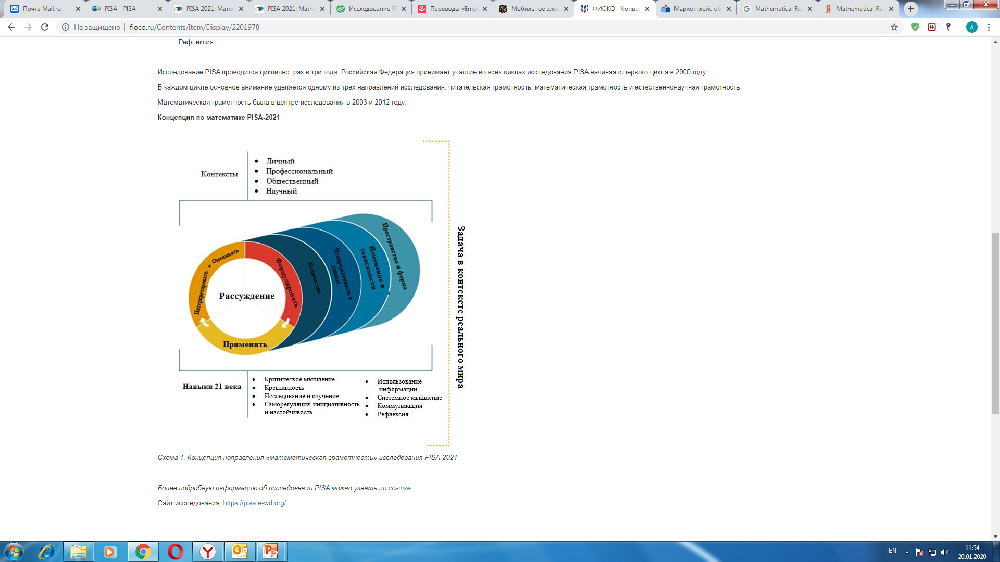 Почта Mail.ru
PISA - PISA
PISA 2021: Матем
PISA 2021: Mathe
Исследование PI
Переводы «Empl
Мобильное элек
ФИОКО - Концеп
Маркетплейс об
Mathematical Rea
Mathematical Rea
Не защищено
fioco.ru/Contents/Item/Display/2201978
A
Рефлексия
Исследование PISA проводится циклично: раз в три года. Российская Федерация принимает участие во всех циклах исследования PISA начиная с первого цикла в 2000 году.
В каждом цикле основное внимание уделяется одному из трех направлений исследования: читательская грамотность, математическая грамотность и естественнонаучная грамотность.
Математическая грамотность была в центре исследования в 2003 и 2012 году.
Концепция по математике PISA-2021
Контексты
• Личный
• Профессиональный
• Общественный
• Научный
Интерпретировать и Оценивать
Формулировать
Применять
Рассуждение
Количество
Неопределенность и
данные
Изменение и
зависимости
Пространство и форма
Задача в контексте реального мира
Навыки 21 века
• Критическое мышление
• Креативность
• Исследование и изучение
• Саморегуляция, инициативность
и настойчивость
• Использование
информации
• Системное мышление
• Коммуникация
• Рефлексия
Схема 1. Концепция направления «математическая грамотность» исследования PISA-2021
Более подробную информацию об исследовании PISA можно узнать по ссылке.
Сайт исследования: https://pisa.e-wd.org/
EN
11:54
20.01.2020